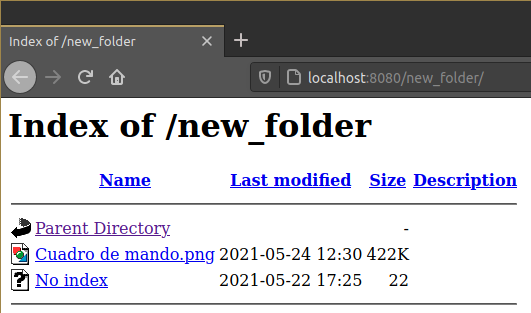 Index of /new_folder
localhost:8080/new_folder/
Index of /new_folder
Name Last modified Size Description
Parent Directory -
Cuadro de mando.png 2021-05-24 12:30 422K
No index 2021-05-22 17:25 22